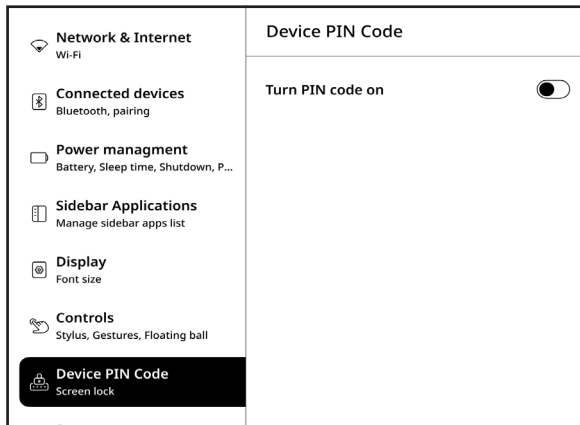 Network & Internet
Wi-Fi
Connected devices
Bluetooth, pairing
Power managment
Battery, Sleep time, Shutdown, P...
Sidebar Applications
Manage sidebar apps list
Display
Font size
Controls
Stylus, Gestures, Floating ball
Device PIN Code
Screen lock
Device PIN Code
Turn PIN code on